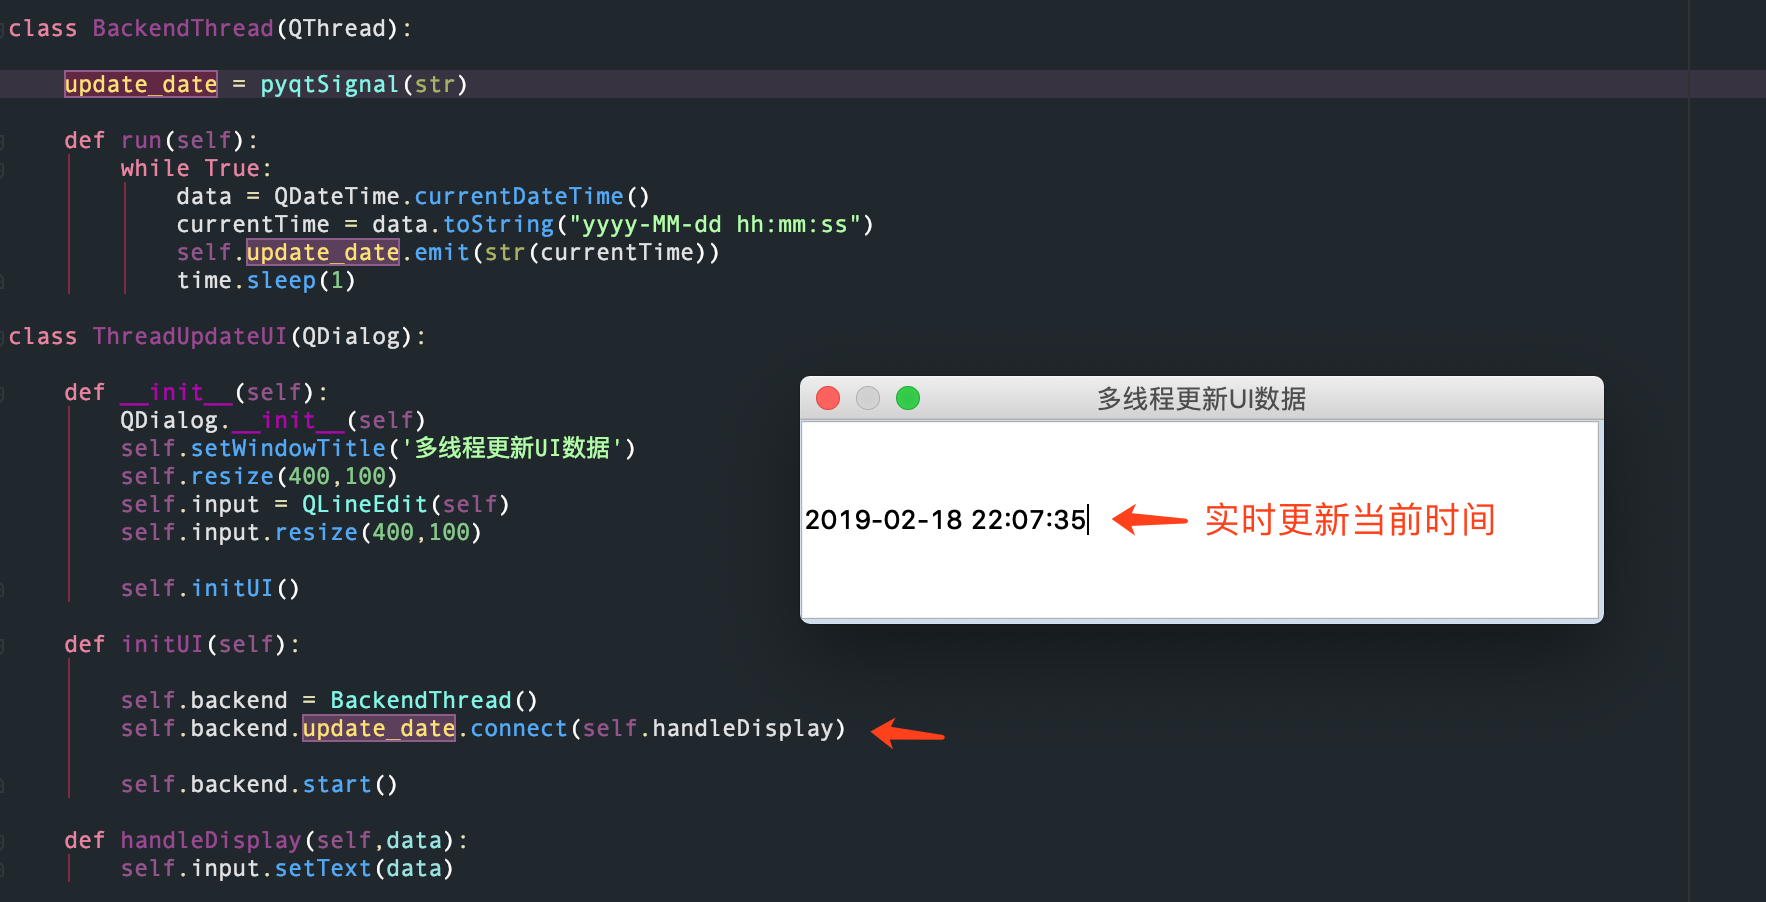 class BackendThread(QThread):
update_date = pyqtSignal(str)
def run(self):
while True:
data = QDateTime.currentDateTime()
currentTime = data.toString("yyyy-MM-dd hh:mm:ss")
self.update_date.emit(str(currentTime))
time.sleep(1)
class ThreadUpdateUI(QDialog):
def __init__(self):
QDialog.__init__(self)
self.setWindowTitle('多线程更新UI数据')
self.resize(400,100)
self.input = QLineEdit(self)
self.input.resize(400,100)
self.initUI()
def initUI(self):
self.backend = BackendThread()
self.backend.update_date.connect(self.handleDisplay)
self.backend.start()
def handleDisplay(self,data):
self.input.setText(data)
多线程更新UI数据
2019-02-18 22:07:35
实时更新当前时间